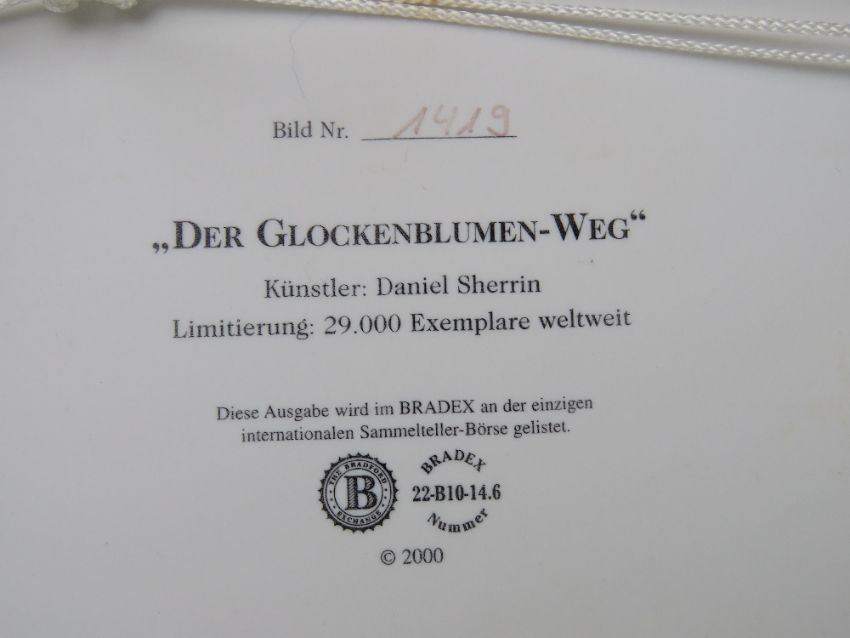 Bild Nr. 1419
„DER GLOCKENBLUMEN-WEG“
Künstler: Daniel Sherrin
Limitierung: 29.000 Exemplare weltweit
Diese Ausgabe wird im BRADEX an der einzigen
internationalen Sammelteller-Börse gelistet.
THE BRADFORD EXCHANGE
B
BRADEX
22-B10-14.6
Nummer
© 2000